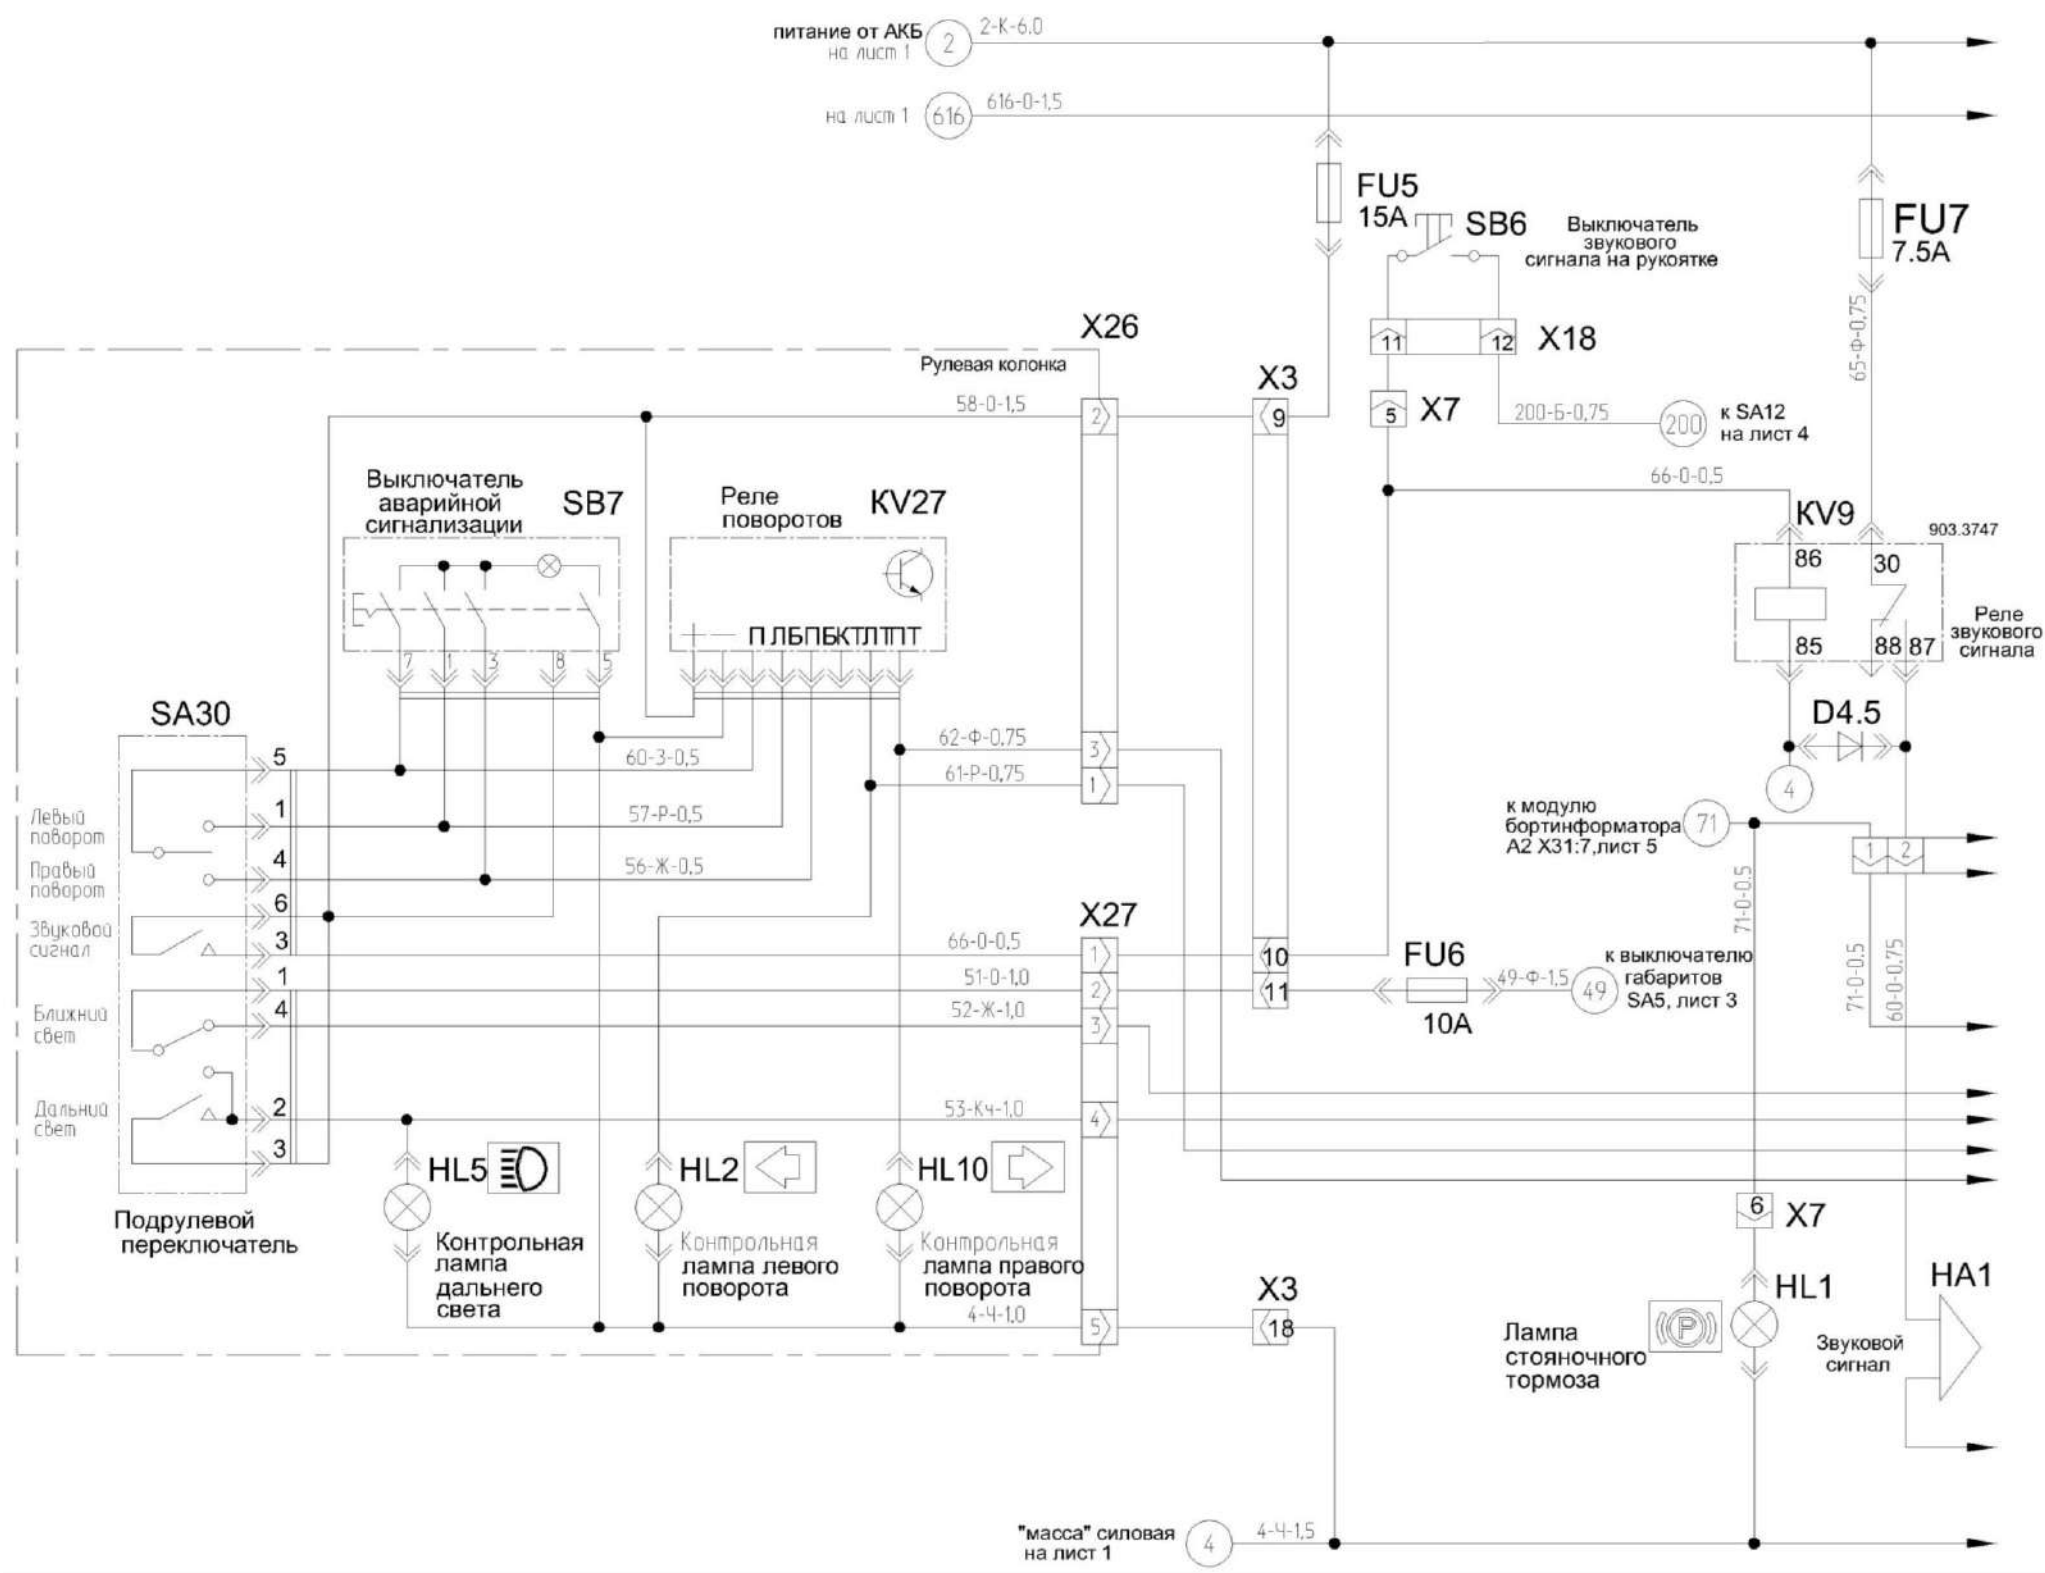 питание от АКБ
на лист 1
2
2-К-6.0
на лист 1
616
616-О-1,5
FU5
15А
SB6
Выключатель
звукового
сигнала на рукоятке
FU7
7.5А
65-Ф-0,75
X26
Рулевая колонка
58-О-1,5
2
X3
9
11
12
X18
5
X7
200-Б-0,75
200
к SA12
на лист 4
66-О-0,5
Выключатель
аварийной
сигнализации
SB7
7
1
3
8
5
Реле
поворотов
KV27
+ — П ЛБ ПБ КТ ЛТ ПТ
KV9
903.3747
86
30
85
88
87
Реле
звукового
сигнала
D4.5
4
SA30
5
1
4
6
3
1
4
2
3
Левый
поворот
Правый
поворот
Звуковой
сигнал
Ближний
свет
Дальний
свет
Подрулевой
переключатель
60-З-0,5
57-Р-0,5
56-Ж-0,5
62-Ф-0,75
3
61-Р-0,75
1
к модулю
бортинформатора
А2 Х31:7,лист 5
71
1
2
71-О-0.5
71-О-0.5
60-О-0.75
X27
66-О-0,5
1
10
51-О-1,0
2
11
52-Ж-1,0
3
53-Кч-1,0
4
FU6
10А
49-Ф-1,5
49
к выключателю
габаритов
SA5, лист 3
HL5
Контрольная
лампа
дальнего
света
HL2
Контрольная
лампа левого
поворота
HL10
Контрольная
лампа правого
поворота
4-Ч-1,0
5
X3
18
6
X7
HL1
P
Лампа
стояночного
тормоза
HA1
Звуковой
сигнал
"масса" силовая
на лист 1
4
4-Ч-1,5